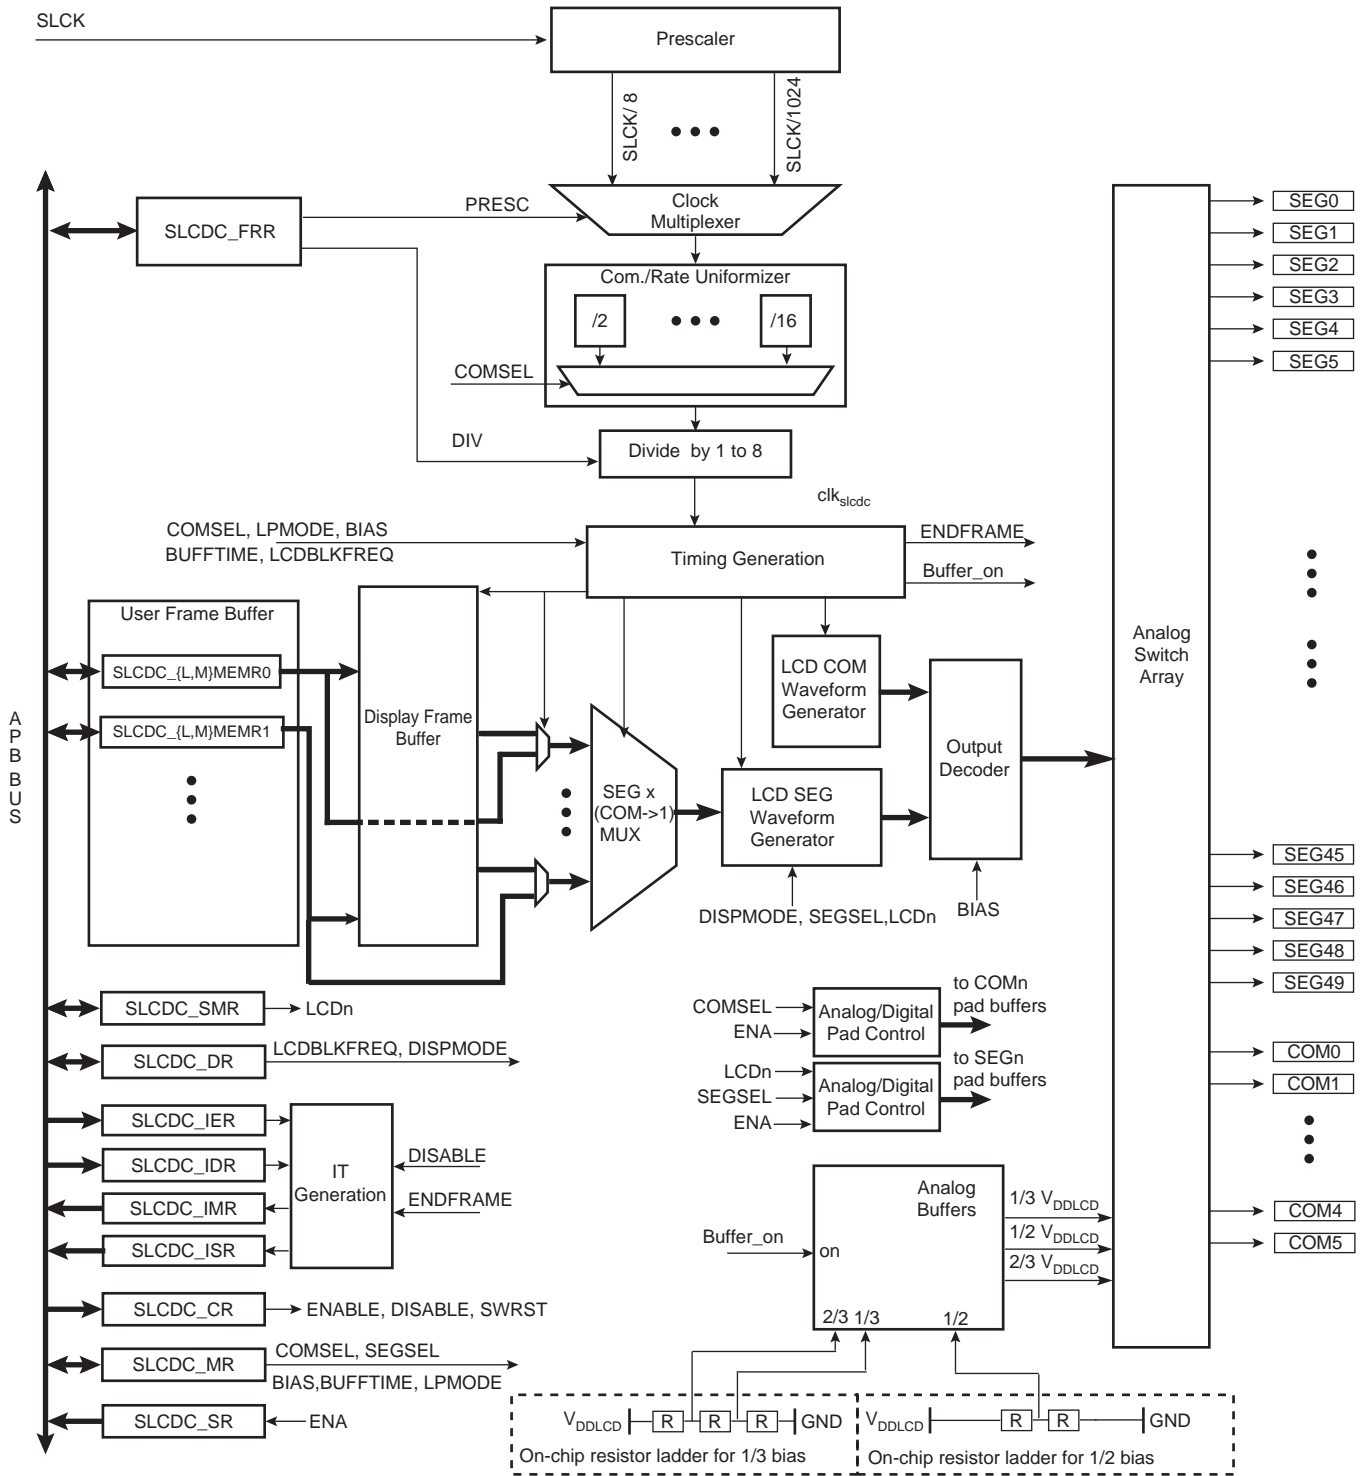 SLCK
Prescaler
SLCK/ 8
SLCK/1024
PRESC
Clock
Multiplexer
SLCDC_FRR
Com./Rate Uniformizer
/2
/16
COMSEL
DIV
Divide by 1 to 8
clkslcdc
COMSEL, LPMODE, BIAS
BUFFTIME, LCDBLKFREQ
Timing Generation
ENDFRAME
Buffer_on
User Frame Buffer
SLCDC_{L,M}MEMR0
SLCDC_{L,M}MEMR1
Display Frame
Buffer
APB BUS
SEG x
(COM->1)
MUX
LCD COM
Waveform
Generator
LCD SEG
Waveform
Generator
Output
Decoder
DISPMODE, SEGSEL,LCDn
BIAS
Analog
Switch
Array
SEG0
SEG1
SEG2
SEG3
SEG4
SEG5
SEG45
SEG46
SEG47
SEG48
SEG49
COM0
COM1
COM4
COM5
SLCDC_SMR
LCDn
SLCDC_DR
LCDBLKFREQ, DISPMODE
SLCDC_IER
SLCDC_IDR
SLCDC_IMR
SLCDC_ISR
IT
Generation
DISABLE
ENDFRAME
SLCDC_CR
ENABLE, DISABLE, SWRST
SLCDC_MR
COMSEL, SEGSEL
BIAS,BUFFTIME, LPMODE
SLCDC_SR
ENA
COMSEL
ENA
Analog/Digital
Pad Control
to COMn
pad buffers
LCDn
SEGSEL
ENA
Analog/Digital
Pad Control
to SEGn
pad buffers
Buffer_on
on
Analog
Buffers
2/3 1/3
1/2
1/3 VDDLCD
1/2 VDDLCD
2/3 VDDLCD
VDDLCD
R
R
R
GND
On-chip resistor ladder for 1/3 bias
VDDLCD
R
R
GND
On-chip resistor ladder for 1/2 bias